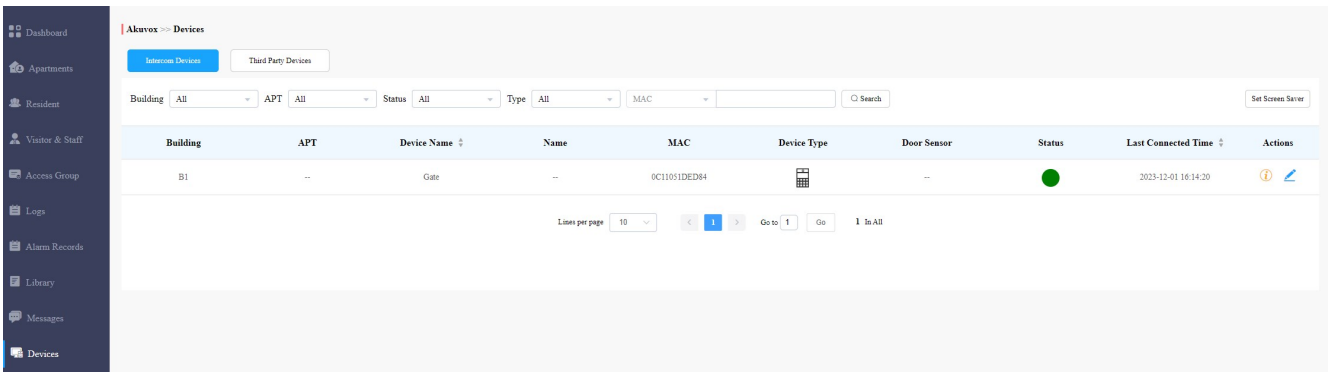 Dashboard
Apartments
Resident
Visitor & Staff
Access Group
Logs
Alarm Records
Library
Messages
Devices
Akuvox >> Devices
Intercom Devices Third Party Devices
Building All APT All Status All Type All MAC Search Set Screen Saver
Building APT Device Name Name MAC Device Type Door Sensor Status Last Connected Time Actions
B1 -- Gate -- 0C11051DED84 -- 2023-12-01 16:14:20
Lines per page 10 < 1 > Go to 1 Go 1 In All